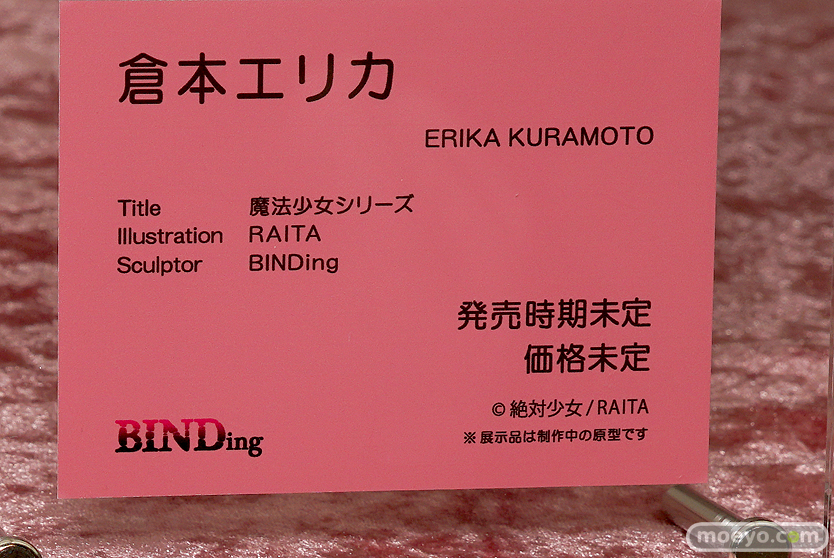 倉本エリカ
ERIKA KURAMOTO
Title 魔法少女シリーズ
Illustration RAITA
Sculptor BINDing
発売時期未定
価格未定
© 絶対少女/RAITA
※展示品は制作中の原型です
BINDing
moeyo.com